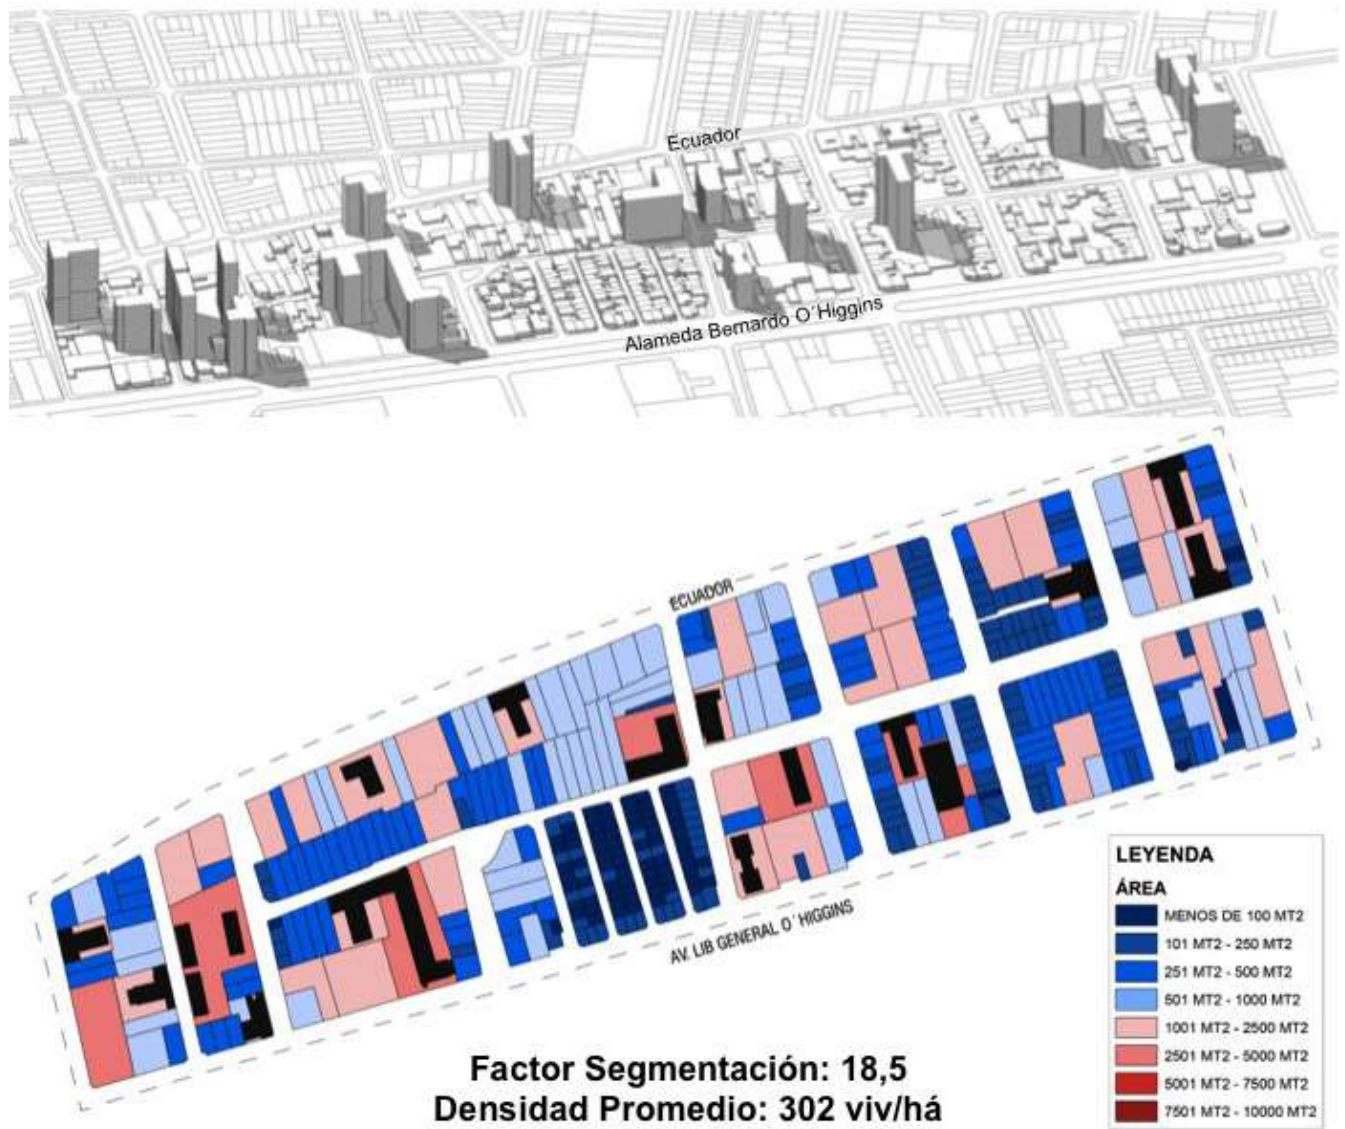 Ecuador
Alameda Bernardo O´Higgins
ECUADOR
AV. LIB GENERAL O´HIGGINS
LEYENDA
ÁREA
MENOS DE 100 MT2
101 MT2 - 250 MT2
251 MT2 - 500 MT2
501 MT2 - 1000 MT2
1001 MT2 - 2500 MT2
2501 MT2 - 5000 MT2
5001 MT2 - 7500 MT2
7501 MT2 - 10000 MT2
Factor Segmentación: 18,5
Densidad Promedio: 302 viv/há